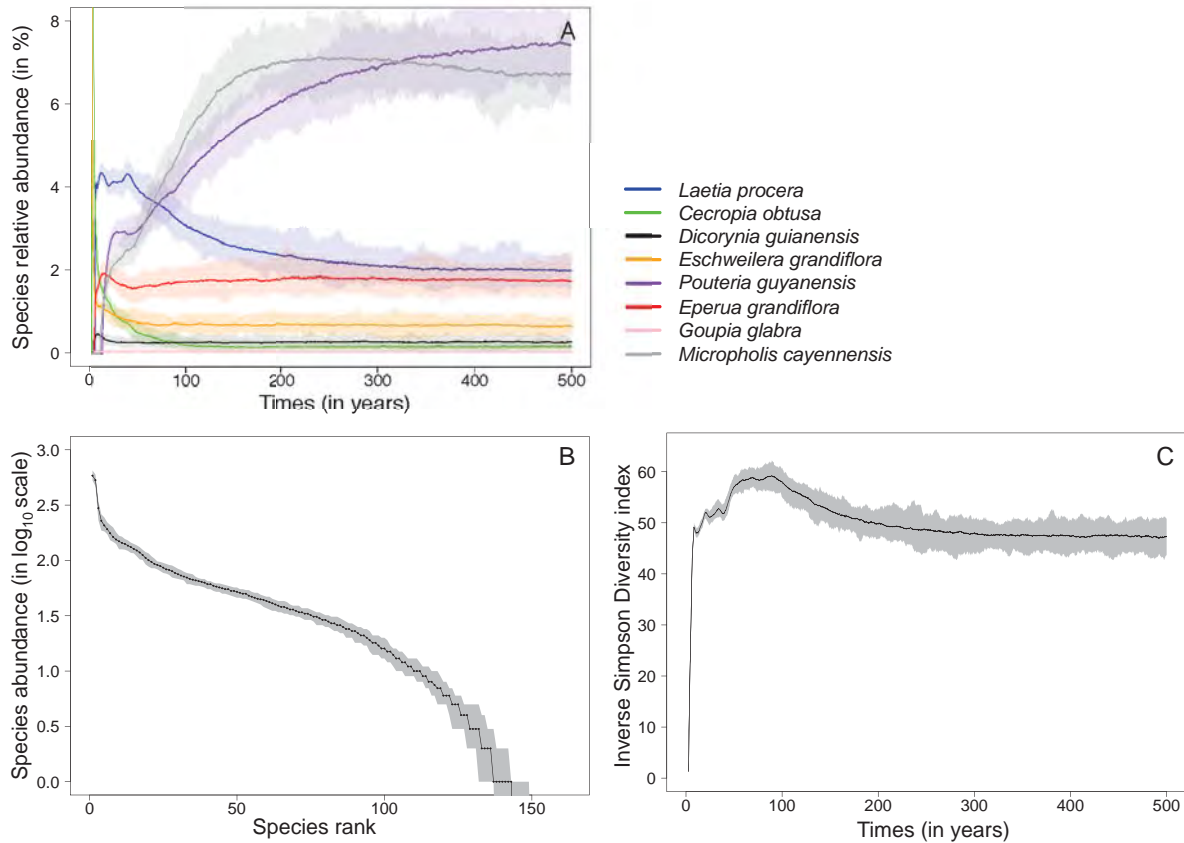 A
Species relative abundance (in %)
8
6
4
2
0
0 100 200 300 400 500
Times (in years)
Laetia procera
Cecropia obtusa
Dicorynia guianensis
Eschweilera grandiflora
Pouteria guyanensis
Eperua grandiflora
Goupia glabra
Micropholis cayennensis
B
Species abundance (in log₁₀ scale)
3.0
2.5
2.0
1.5
1.0
0.5
0.0
0 50 100 150
Species rank
C
Inverse Simpson Diversity index
60
50
40
30
20
10
0
0 100 200 300 400 500
Times (in years)